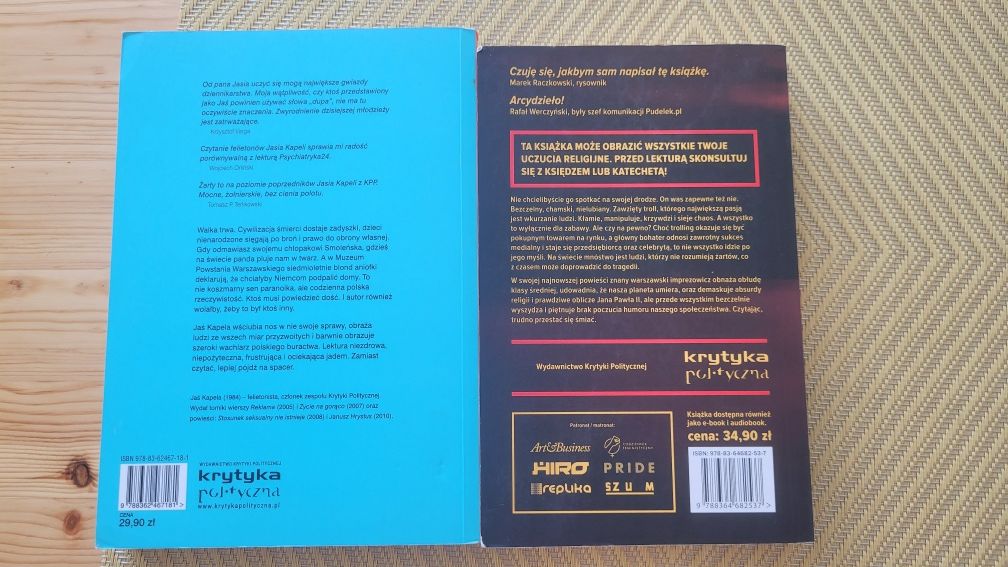 Od pana Jasia uczyć się mogą największe gwiazdy
dziennikarstwa. Moja wątpliwość, czy ktoś przedstawiony
jako Jaś powinien używać słowa „dupa”, nie ma tu
oczywiście znaczenia. Zwyrodnienie dzisiejszej młodzieży
jest zatrważające.
Krzysztof Varga
Czytanie felietonów Jasia Kapeli sprawia mi radość
porównywalną z lekturą Psychiatryka24.
Wojciech Orliński
Żarty to na poziomie poprzedników Jasia Kapeli z KPP.
Mocne, żołnierskie, bez cienia polotu.
Tomasz P. Terlikowski
Walka trwa. Cywilizacja śmierci dostaje zadyszki, dzieci
nienarodzone sięgają po broń i prawo do obrony własnej.
Gdy odmawiasz swojemu chłopakowi Smoleńska, gdzieś
na świecie panda pluje nam w twarz. A w Muzeum
Powstania Warszawskiego siedmioletnie blond aniołki
deklarują, że chciałyby Niemcom podpalić domy. To
nie koszmarny sen paranoika, ale codzienna polska
rzeczywistość. Ktoś musi powiedzieć dość. I autor również
wolałby, żeby to był ktoś inny.
Jaś Kapela wściubia nos w nie swoje sprawy, obraża
ludzi ze wszech miar przyzwoitych i barwnie obrazuje
szeroki wachlarz polskiego buractwa. Lektura niezdrowa,
niepożyteczna, frustrująca i ociekająca jadem. Zamiast
czytać, lepiej pójdź na spacer.
Jaś Kapela (1984) – felietonista, członek zespołu Krytyki Politycznej.
Wydał tomiki wierszy Reklama (2005) i Życie na gorąco (2007) oraz
powieści: Stosunek seksualny nie istnieje (2008) i Janusz Hrystus (2010).
ISBN 978-83-62467-18-1
9 788362 467181 >
CENA
29,90 zł
WYDAWNICTWO KRYTYKI POLITYCZNEJ
krytyka
polityczna
www.krytykapolityczna.pl
Czuję się, jakbym sam napisał tę książkę.
Marek Raczkowski, rysownik
Arcydzieło!
Rafał Werczyński, były szef komunikacji Pudelek.pl
TA KSIĄŻKA MOŻE OBRAZIĆ WSZYSTKIE TWOJE
UCZUCIA RELIGIJNE. PRZED LEKTURĄ SKONSULTUJ
SIĘ Z KSIĘDZEM LUB KATECHETĄ!
Nie chcielibyście go spotkać na swojej drodze. On was zapewne też nie.
Bezczelny, chamski, nielubiany. Zawzięty troll, którego największą pasją
jest wkurzanie ludzi. Kłamie, manipuluje, krzywdzi i sieje chaos. A wszystko
to wyłącznie dla zabawy. Ale czy na pewno? Choć trolling okazuje się być
pokupnym towarem na rynku, a główny bohater odnosi zawrotny sukces
medialny i staje się przedsiębiorcą oraz celebrytą, to nie wszystko idzie po
jego myśli. Na świecie mnóstwo jest ludzi, którzy nie rozumieją żartów, co
z czasem może doprowadzić do tragedii.
W swojej najnowszej powieści znany warszawski imprezowicz obnaża obłudę
klasy średniej, udowadnia, że nasza planeta umiera, oraz demaskuje absurdy
religii i prawdziwe oblicze Jana Pawła II, ale przede wszystkim bezczelnie
wyszydza i piętnuje brak poczucia humoru naszego społeczeństwa. Czytając,
trudno przestać się śmiać.
Wydawnictwo Krytyki Politycznej
krytyka
polityczna
Patronat / matronat:
Art&Business
HIRO
PRIDE
replika
SZUM
Książka dostępna również
jako e-book i audiobook.
cena: 34,90 zł
ISBN: 978-83-64682-53-7
9 788364 682537 >